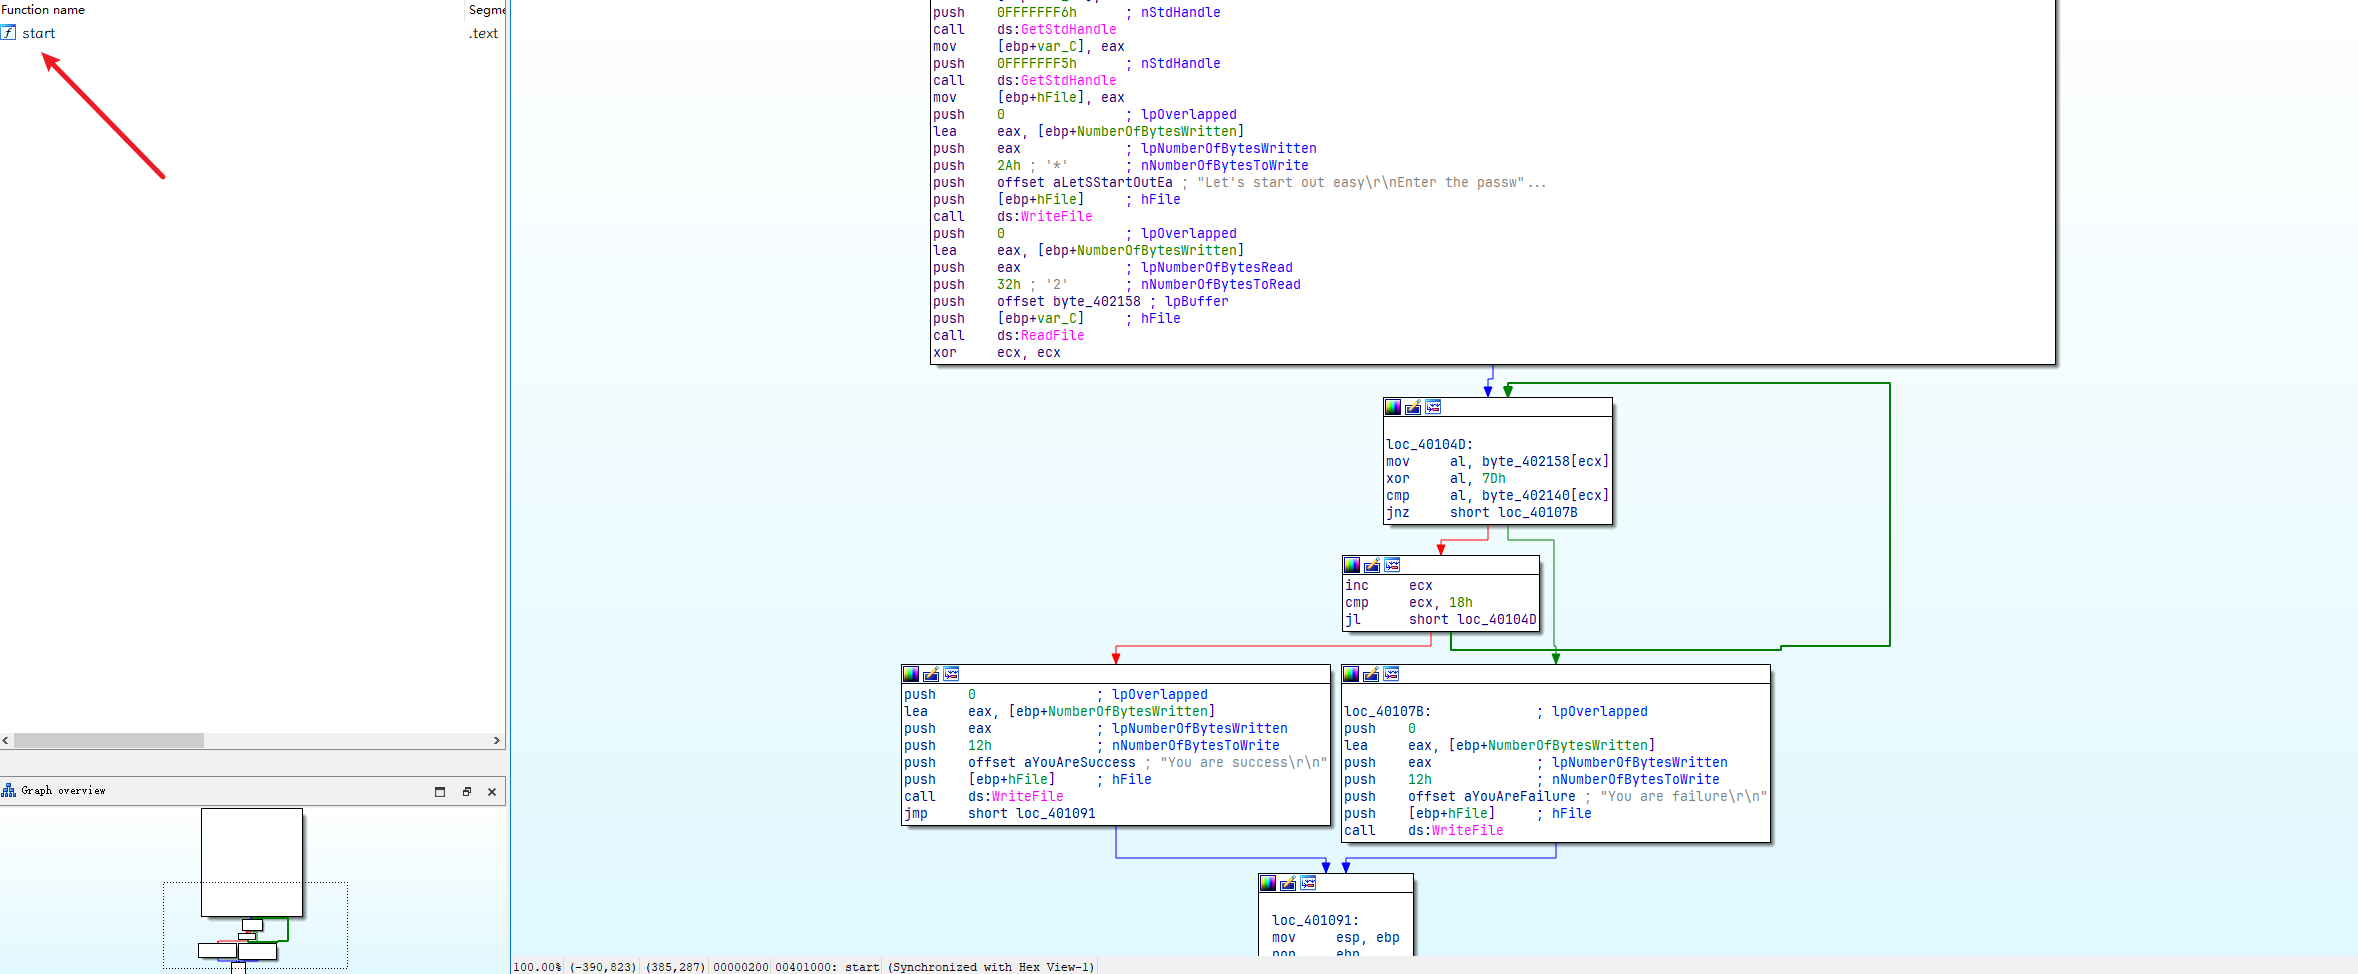 Function name Segme
start .text
push 0FFFFFFF6h ; nStdHandle
call ds:GetStdHandle
mov [ebp+var_C], eax
push 0FFFFFFF5h ; nStdHandle
call ds:GetStdHandle
mov [ebp+hFile], eax
push 0 ; lpOverlapped
lea eax, [ebp+NumberOfBytesWritten]
push eax ; lpNumberOfBytesWritten
push 2Ah ; '*' ; nNumberOfBytesToWrite
push offset aLetSStartOutEa ; "Let's start out easy\r\nEnter the passw"...
push [ebp+hFile] ; hFile
call ds:WriteFile
push 0 ; lpOverlapped
lea eax, [ebp+NumberOfBytesWritten]
push eax ; lpNumberOfBytesRead
push 32h ; '2' ; nNumberOfBytesToRead
push offset byte_402158 ; lpBuffer
push [ebp+var_C] ; hFile
call ds:ReadFile
xor ecx, ecx
loc_40104D:
mov al, byte_402158[ecx]
xor al, 7Dh
cmp al, byte_402140[ecx]
jnz short loc_40107B
inc ecx
cmp ecx, 18h
jl short loc_40104D
push 0 ; lpOverlapped
lea eax, [ebp+NumberOfBytesWritten]
push eax ; lpNumberOfBytesWritten
push 12h ; nNumberOfBytesToWrite
push offset aYouAreSuccess ; "You are success\r\n"
push [ebp+hFile] ; hFile
call ds:WriteFile
jmp short loc_401091
loc_40107B: ; lpOverlapped
push 0
lea eax, [ebp+NumberOfBytesWritten]
push eax ; lpNumberOfBytesWritten
push 12h ; nNumberOfBytesToWrite
push offset aYouAreFailure ; "You are failure\r\n"
push [ebp+hFile] ; hFile
call ds:WriteFile
loc_401091:
mov esp, ebp
pop ebp
Graph overview
100.00% (-390,823) (385,287) 00000200 00401000: start (Synchronized with Hex View-1)